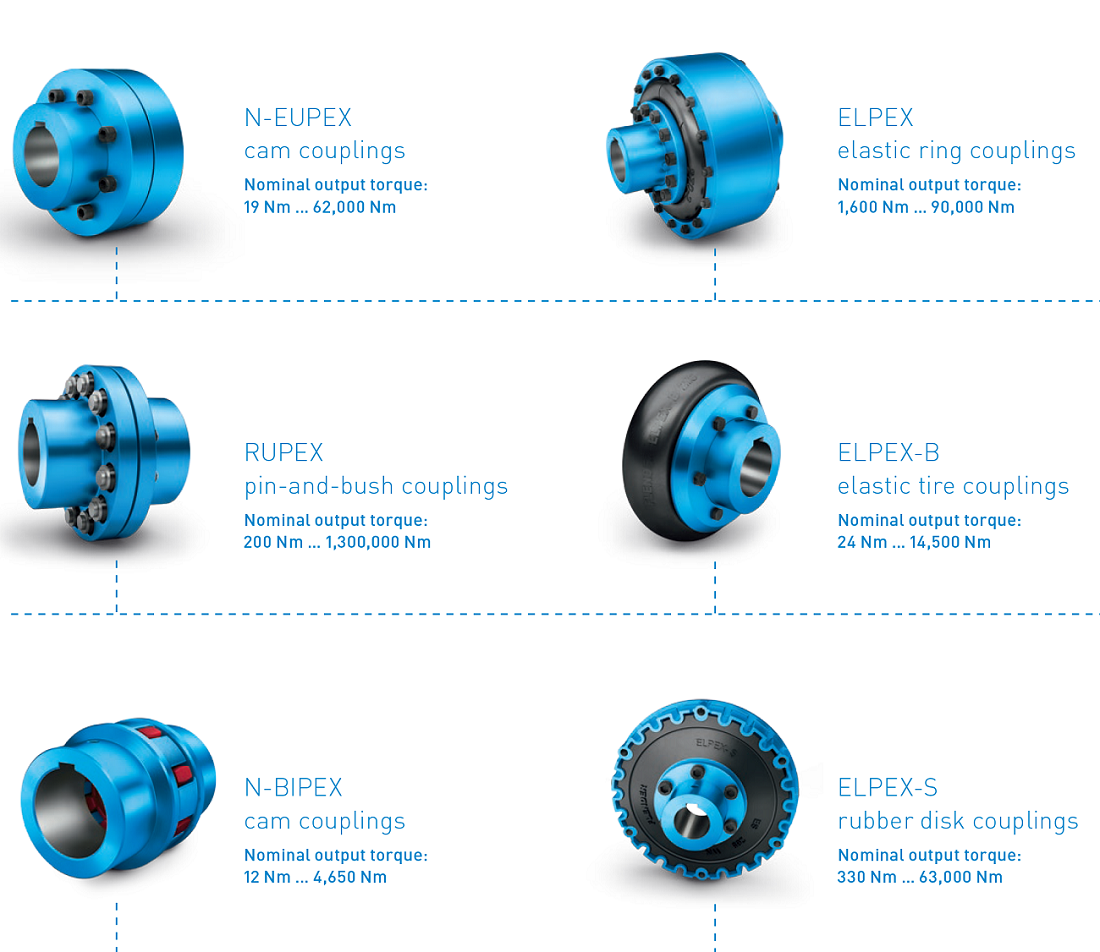 N-EUPEX
cam couplings
Nominal output torque:
19 Nm ... 62,000 Nm
ELPEX
elastic ring couplings
Nominal output torque:
1,600 Nm ... 90,000 Nm
RUPEX
pin-and-bush couplings
Nominal output torque:
200 Nm ... 1,300,000 Nm
ELPEX-B
elastic tire couplings
Nominal output torque:
24 Nm ... 14,500 Nm
N-BIPEX
cam couplings
Nominal output torque:
12 Nm ... 4,650 Nm
ELPEX-S
ELPEX-S
rubber disk couplings
Nominal output torque:
330 Nm ... 63,000 Nm